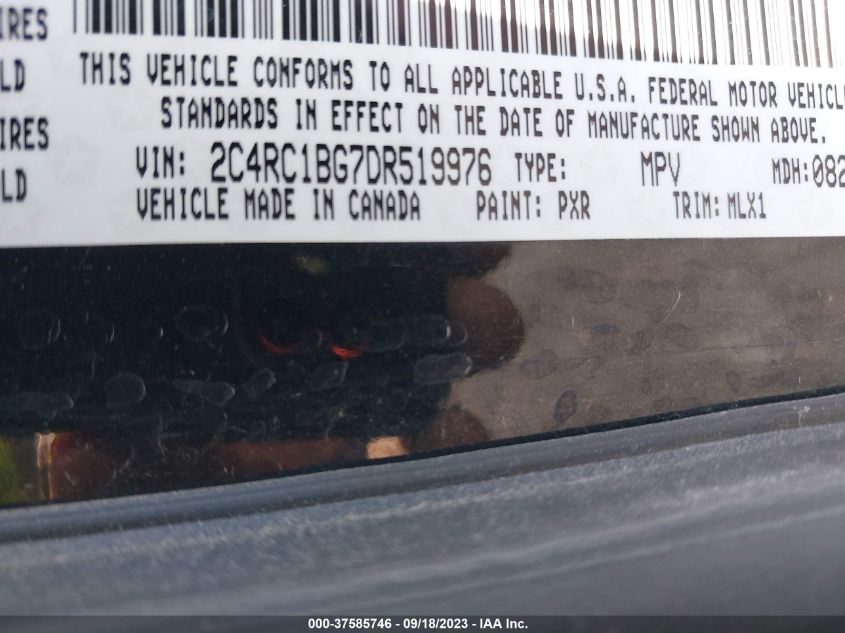 IRES
LD
IRES
LD
THIS VEHICLE CONFORMS TO ALL APPLICABLE U.S.A. FEDERAL MOTOR VEHICLE
STANDARDS IN EFFECT ON THE DATE OF MANUFACTURE SHOWN ABOVE.
VIN: 2C4RC1BG7DR519976 TYPE: MPV MDH:082
VEHICLE MADE IN CANADA PAINT: PXR TRIM: MLX1
000-37585746 - 09/18/2023 - IAA Inc.